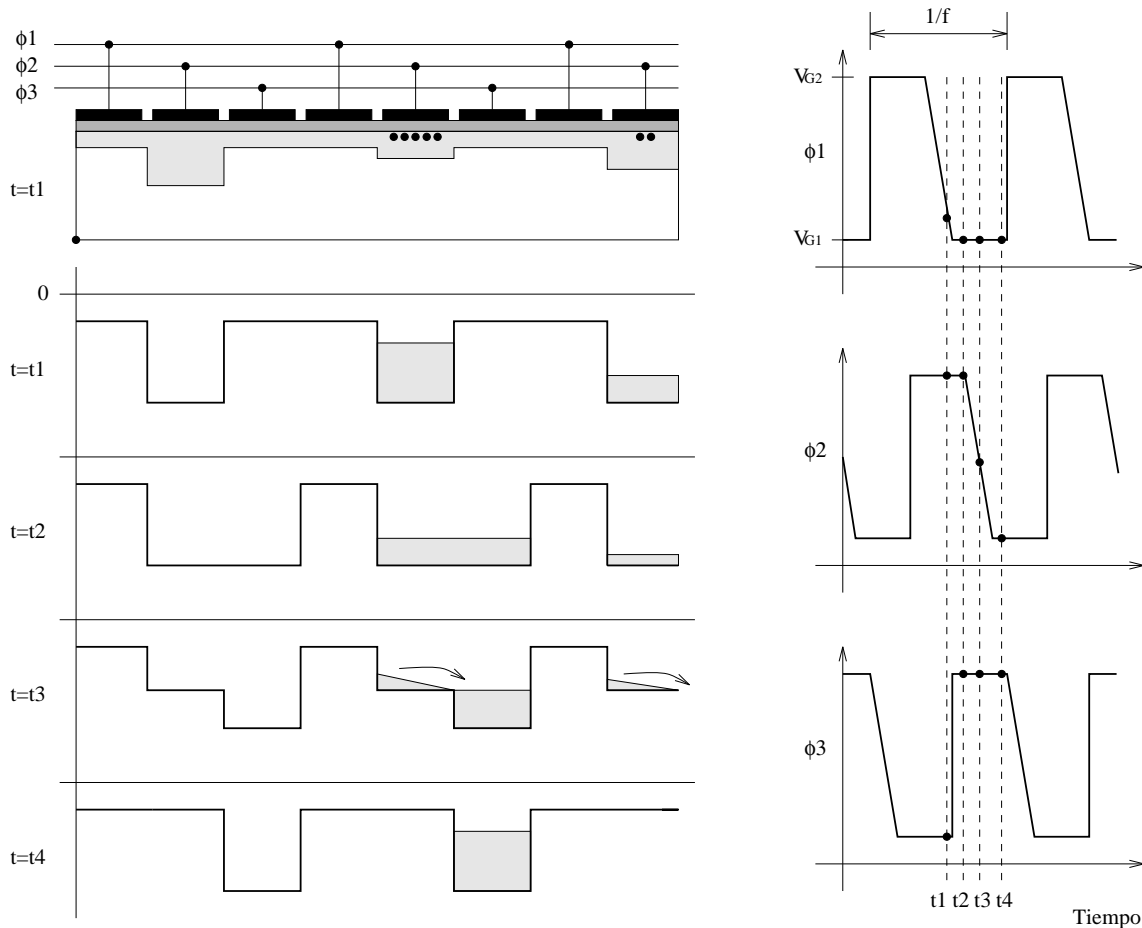 ϕ1
ϕ2
ϕ3
t=t1
0
t=t1
t=t2
t=t3
t=t4
1/f
VG2
ϕ1
VG1
ϕ2
ϕ3
t1 t2 t3 t4
Tiempo